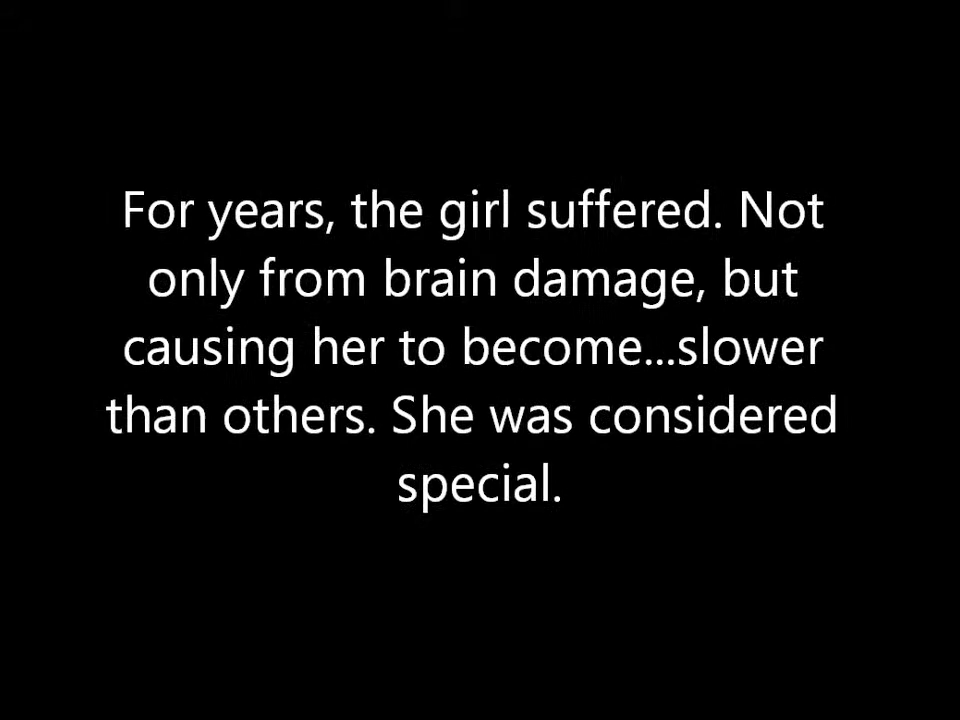 For years, the girl suffered. Not
only from brain damage, but
causing her to become...slower
than others. She was considered
special.